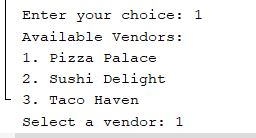 Enter your choice: 1
Available Vendors:
1. Pizza Palace
2. Sushi Delight
3. Taco Haven
Select a vendor: 1